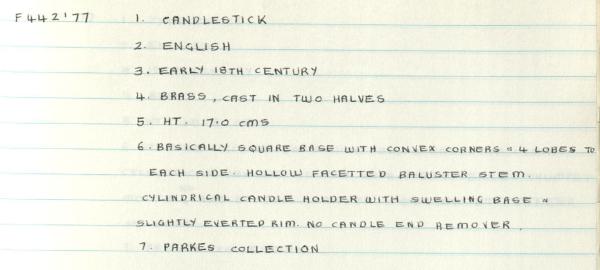 F442'77 1. CANDLESTICK
2. ENGLISH
3. EARLY 18TH CENTURY
4. BRASS, CAST IN TWO HALVES
5. HT. 17.0 cms
6. BASICALLY SQUARE BASE WITH CONVEX CORNERS & 4 LOBES TO
EACH SIDE. HOLLOW FACETTED BALUSTER STEM.
CYLINDRICAL CANDLE HOLDER WITH SWELLING BASE &
SLIGHTLY EVERTED RIM. NO CANDLE END REMOVER.
7. PARKES COLLECTION